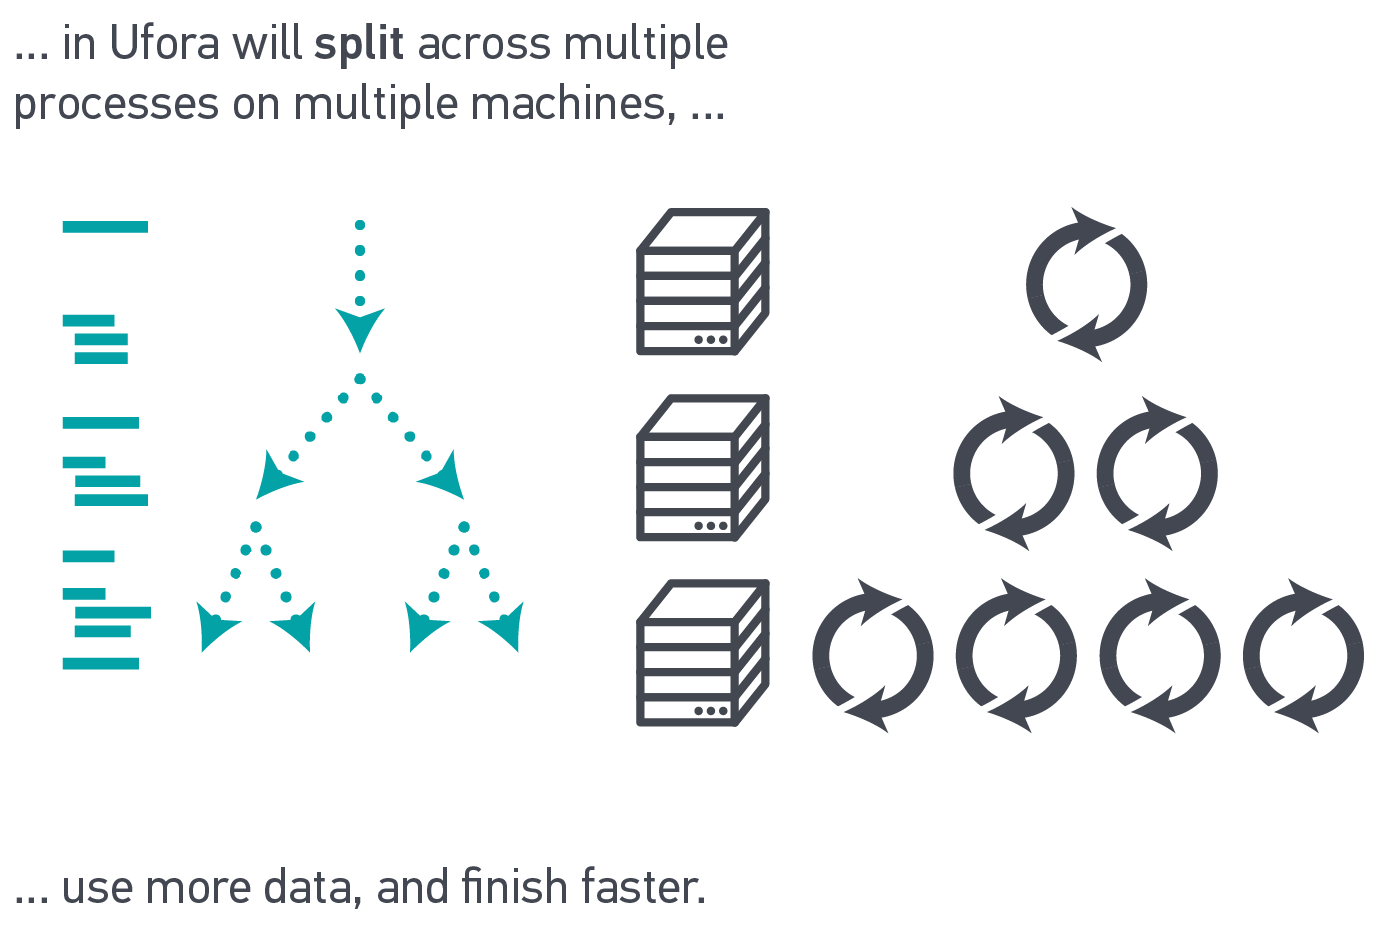 ... in Ufora will split across multiple
processes on multiple machines, ...
... use more data, and finish faster.